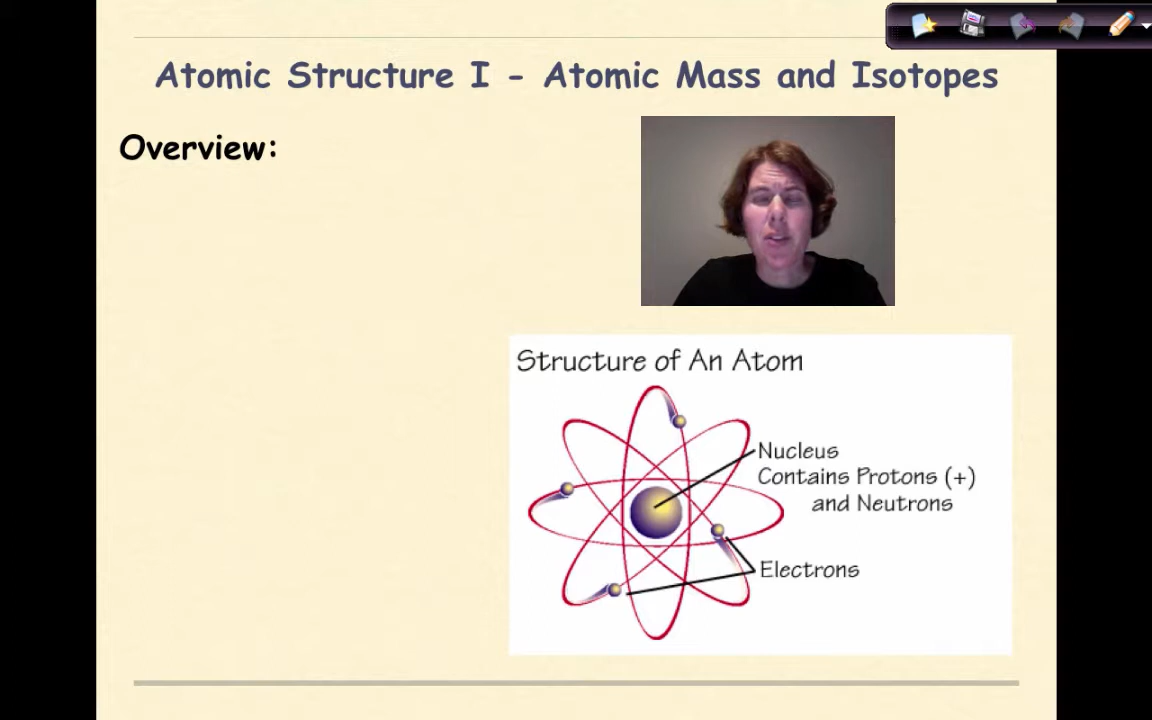 Atomic Structure I - Atomic Mass and Isotopes
Overview:
Structure of An Atom
Nucleus
Contains Protons (+)
and Neutrons
Electrons